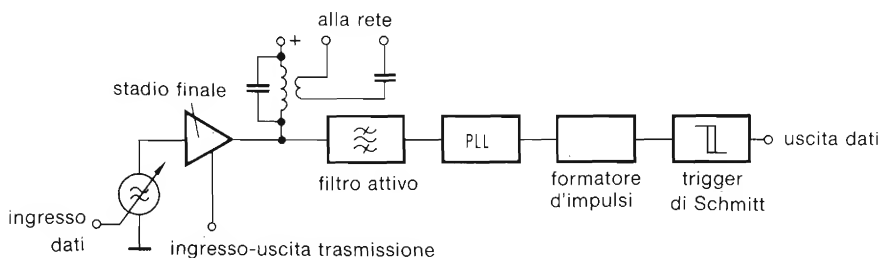 alla rete
+
stadio finale
PLL
uscita dati
filtro attivo
formatore
d'impulsi
trigger
di Schmitt
ingresso
dati
ingresso-uscita trasmissione